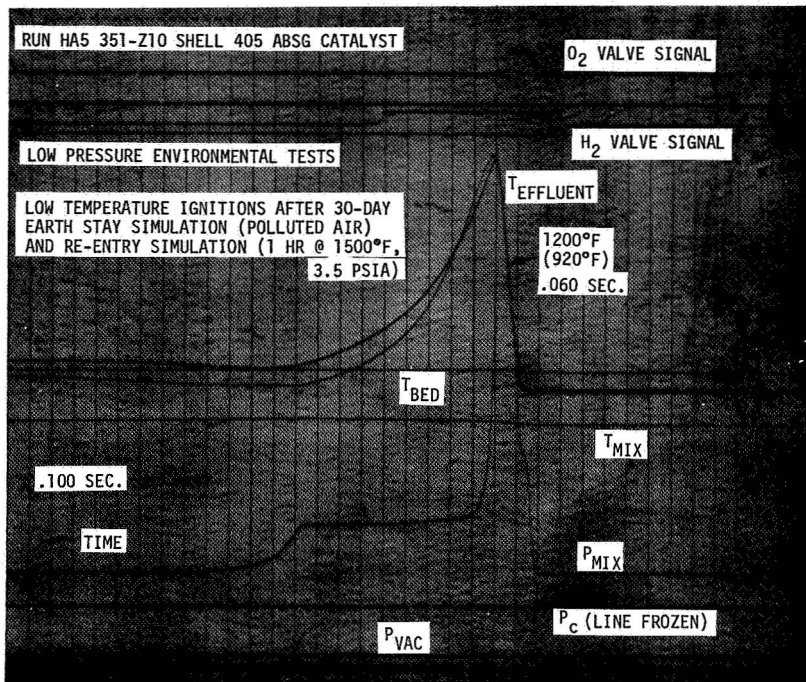 RUN HA5 351-Z10 SHELL 405 ABSG CATALYST
O2 VALVE SIGNAL
H2 VALVE SIGNAL
LOW PRESSURE ENVIRONMENTAL TESTS
LOW TEMPERATURE IGNITIONS AFTER 30-DAY
EARTH STAY SIMULATION (POLLUTED AIR)
AND RE-ENTRY SIMULATION (1 HR @ 1500°F,
3.5 PSIA)
TEFFLUENT
1200°F
(920°F)
.060 SEC.
TBED
TMIX
.100 SEC.
TIME
PMIX
PC (LINE FROZEN)
PVAC